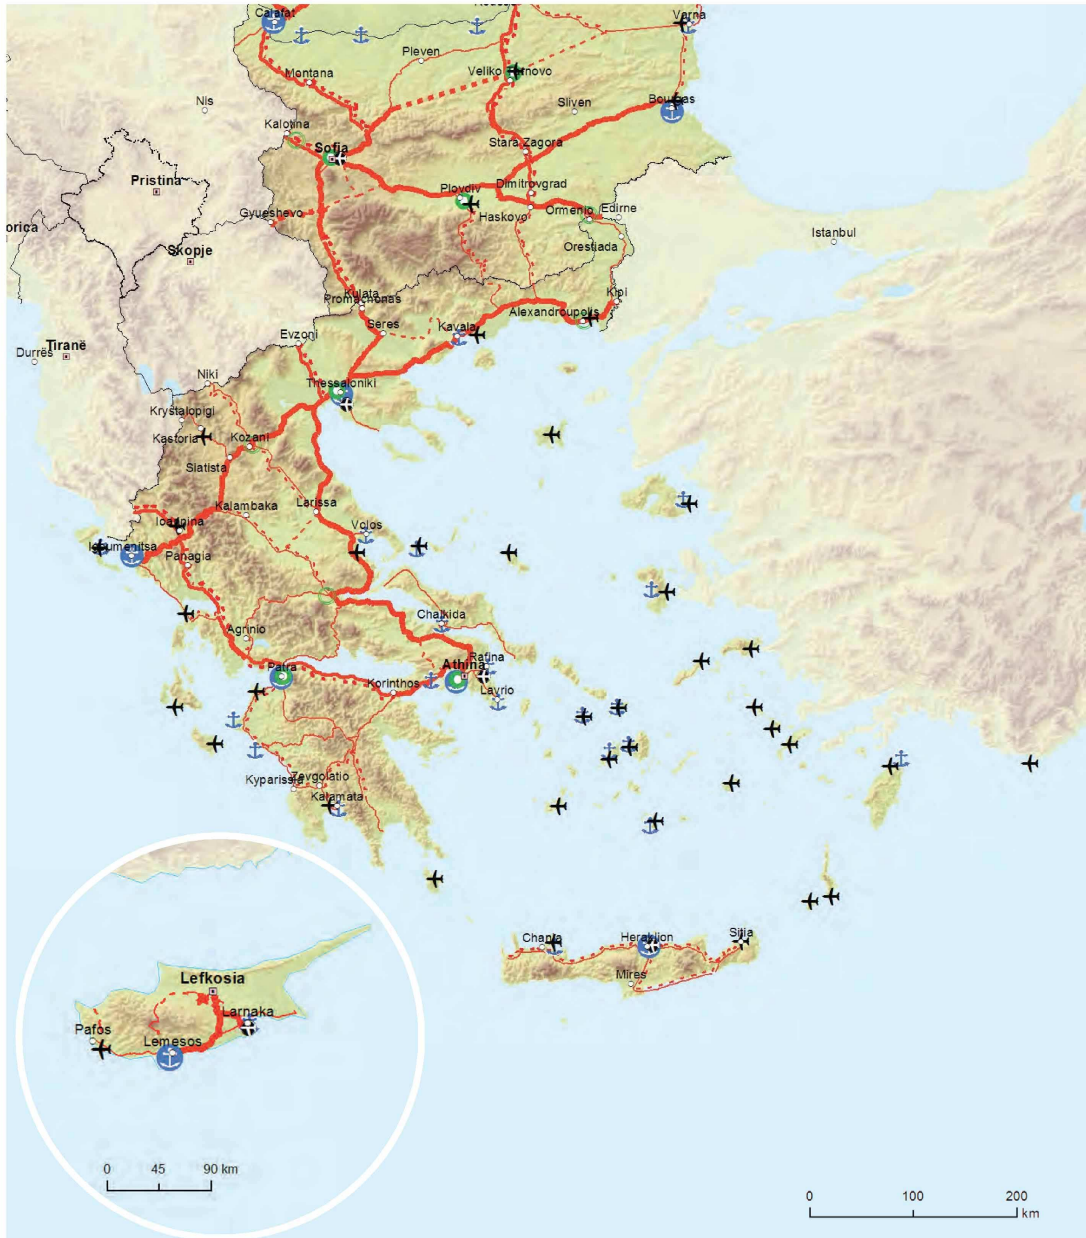 Calafat
Varna
Pleven
Montana
Veliko Tarnovo
Nis
Sliven
Bourgas
Kalotina
Sofia
Stara Zagora
Pristina
Plovdiv
Dimitrovgrad
Haskovo
Ormenio
Edirne
Gyueshevo
orica
Istanbul
Orestiada
Skopje
Kulata
Promachonas
Kipi
Alexandroupolis
Seres
Kavala
Evzoni
Tiranë
Durrës
Niki
Thessaloniki
Krystalopigi
Kastoria
Kozani
Siatista
Kalambaka
Larissa
Ioannina
Volos
Igoumenitsa
Panagia
Chalkida
Agrinio
Rafina
Athina
Patra
Korinthos
Lavrio
Zevgolatio
Kyparissia
Kalamata
Chania
Heraklion
Sitia
Mires
Lefkosia
Larnaka
Pafos
Lemesos
0 45 90 km
0 100 200
km